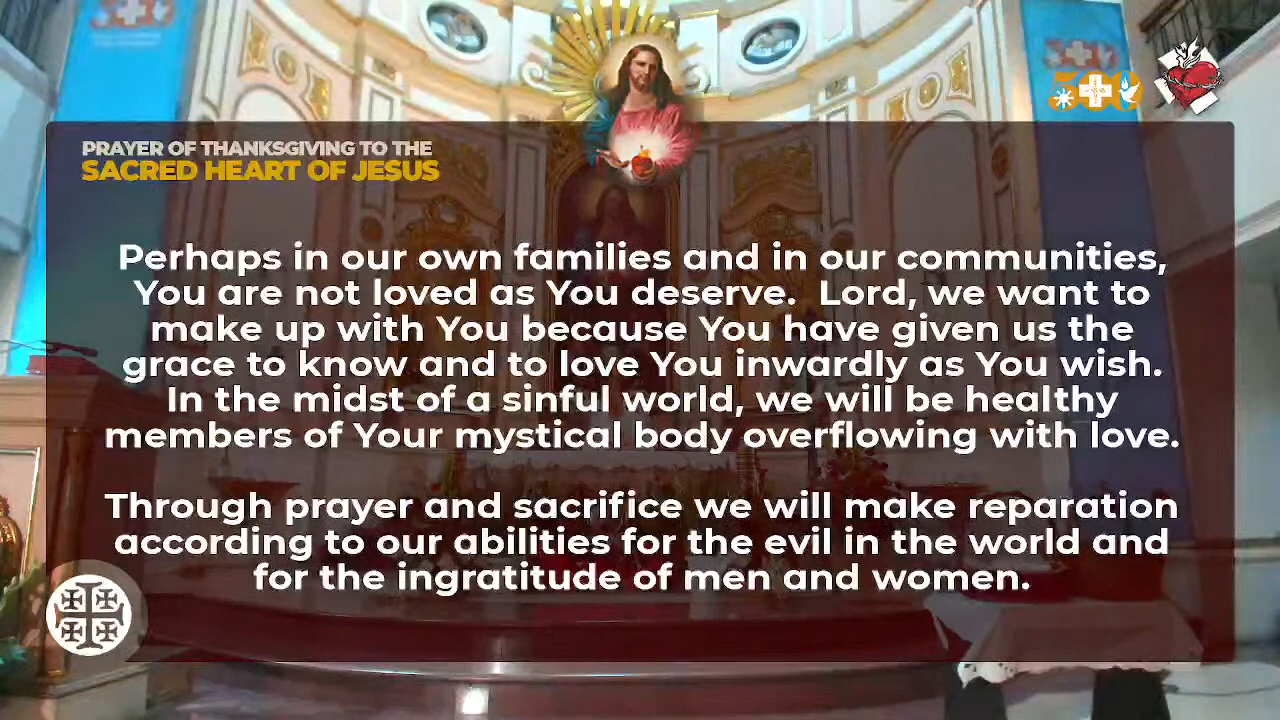 500
PRAYER OF THANKSGIVING TO THE
SACRED HEART OF JESUS
Perhaps in our own families and in our communities,
You are not loved as You deserve.  Lord, we want to
make up with You because You have given us the
grace to know and to love You inwardly as You wish.
In the midst of a sinful world, we will be healthy
members of Your mystical body overflowing with love.
Through prayer and sacrifice we will make reparation
according to our abilities for the evil in the world and
for the ingratitude of men and women.